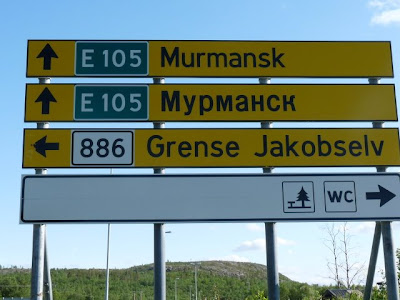 E 105 Murmansk
E 105 Мурманск
886 Grense Jakobselv
WC